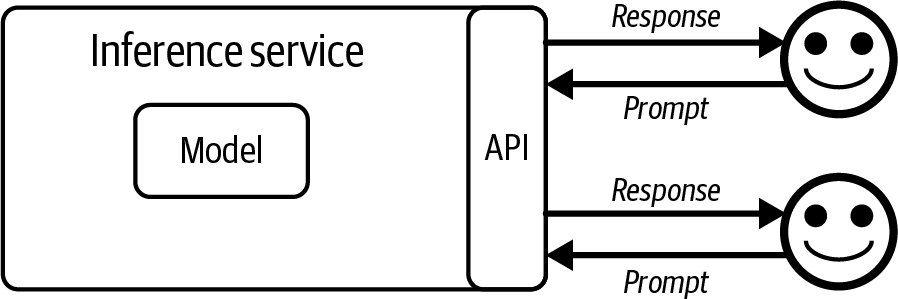 Inference service
Model
API
Response
Prompt
Response
Prompt